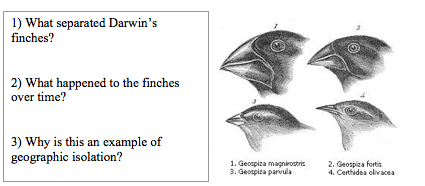 1) What separated Darwin's
finches?
2) What happened to the finches
over time?
3) Why is this an example of
geographic isolation?
1.
2.
3
4
1. Geospiza magnirostris
2. Geospiza fortis
3. Geospiza parvula
4. Certhidea olivacea